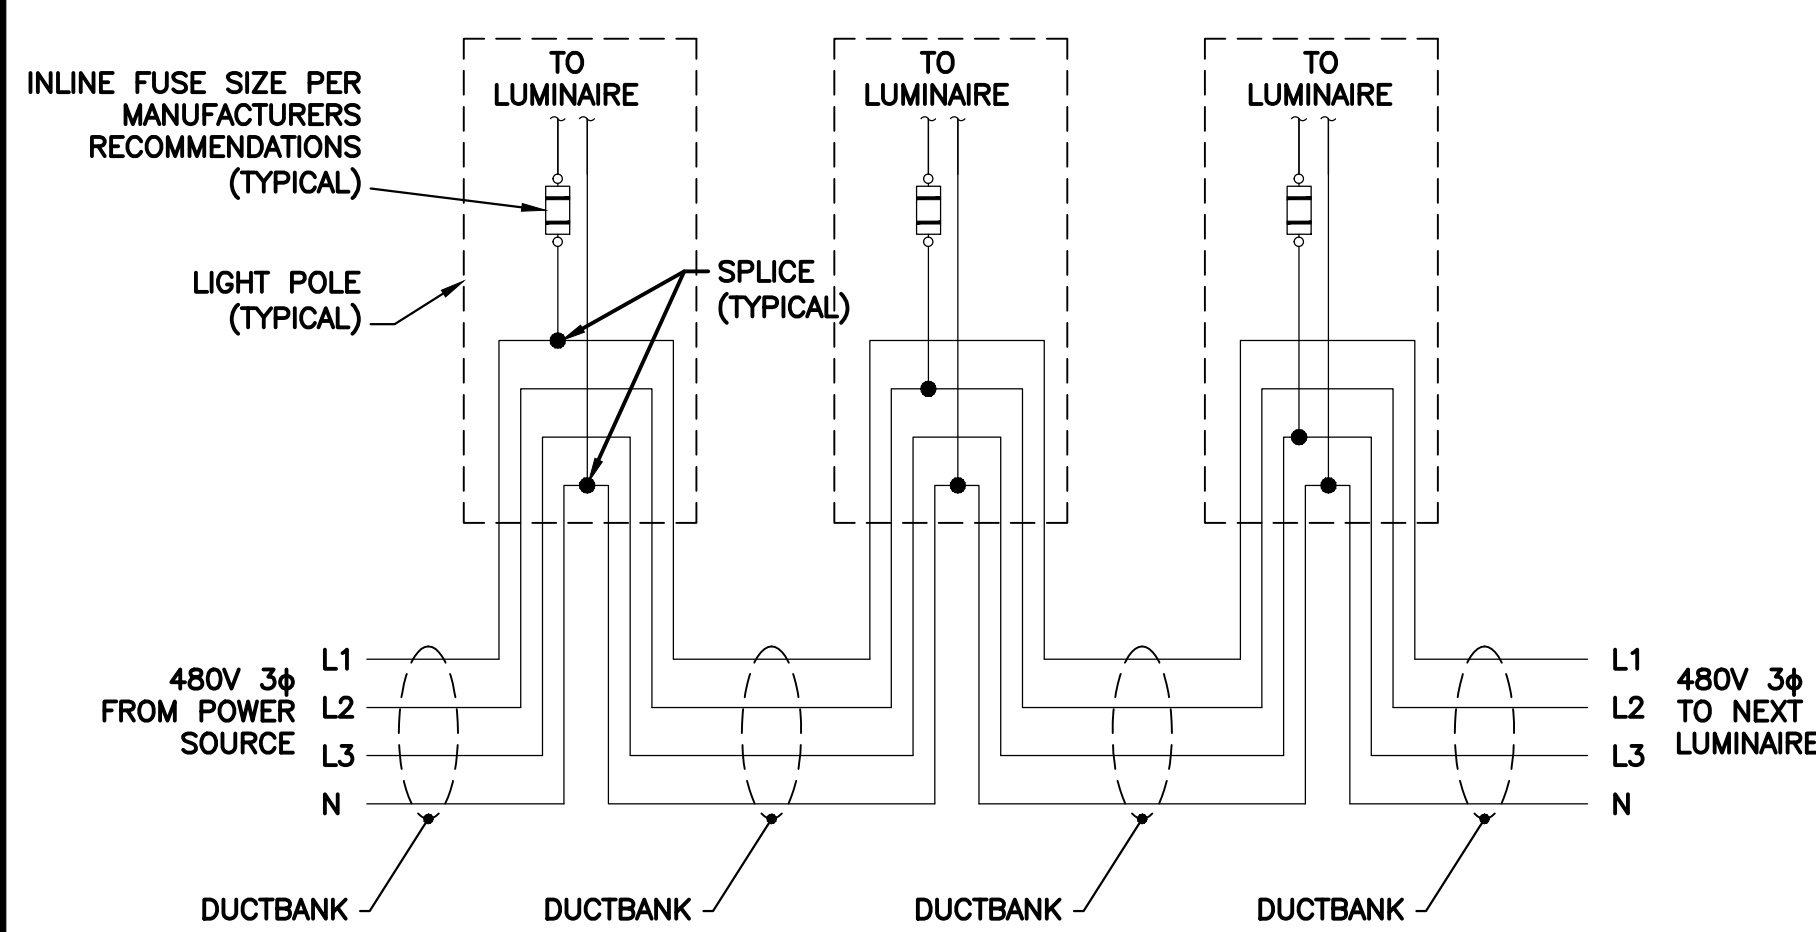 TO
LUMINAIRE
TO
LUMINAIRE
TO
LUMINAIRE
INLINE FUSE SIZE PER
MANUFACTURERS
RECOMMENDATIONS
(TYPICAL)
LIGHT POLE
(TYPICAL)
SPLICE
(TYPICAL)
480V 3ϕ
FROM POWER
SOURCE
L1
L2
L3
N
L1
L2
L3
N
480V 3ϕ
TO NEXT
LUMINAIRE
DUCTBANK
DUCTBANK
DUCTBANK
DUCTBANK